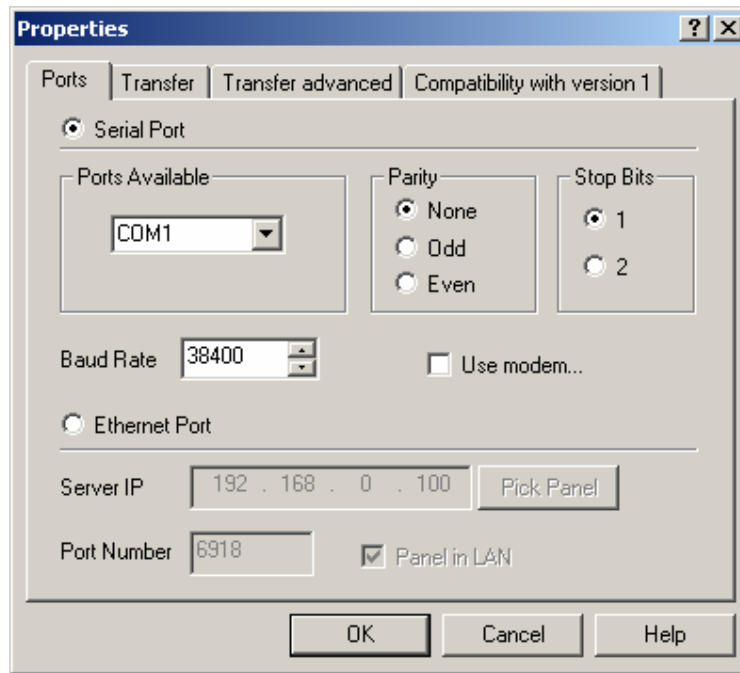 Properties
Ports Transfer Transfer advanced Compatibility with version 1
Serial Port
Ports Available Parity Stop Bits
COM1 None 1
Odd
2
Even
Baud Rate 38400 Use modem...
Ethernet Port
Server IP 192 . 168 . 0 . 100 Pick Panel
Port Number 6918 Panel in LAN
OK Cancel Help